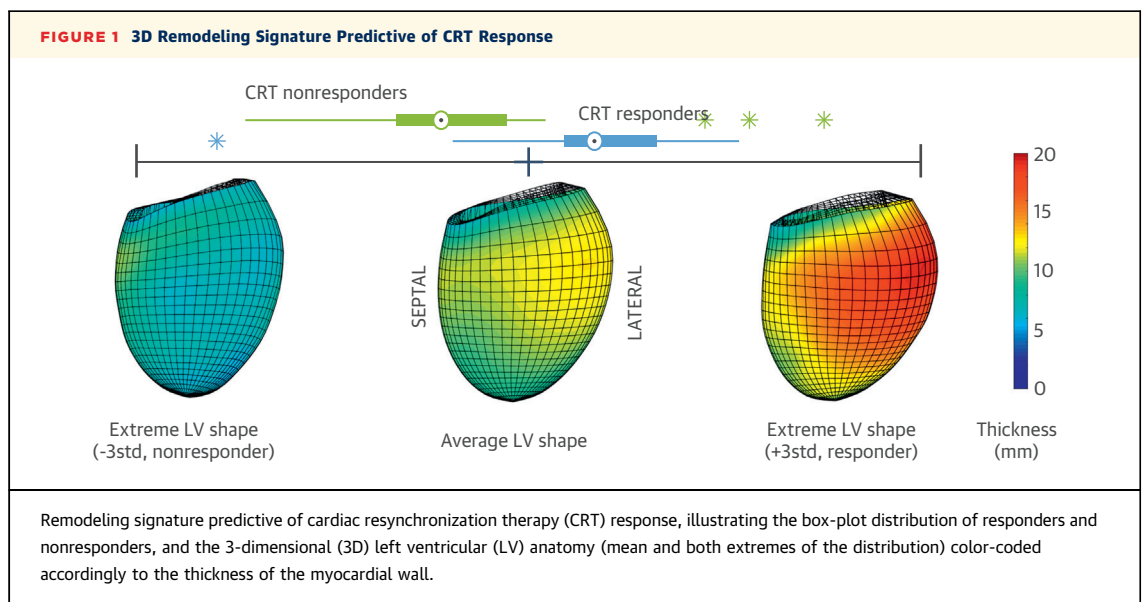 FIGURE 1 3D Remodeling Signature Predictive of CRT Response
CRT nonresponders
CRT responders
SEPTAL
LATERAL
20
15
10
5
0
Extreme LV shape
(-3std, nonresponder)
Average LV shape
Extreme LV shape
(+3std, responder)
Thickness
(mm)
Remodeling signature predictive of cardiac resynchronization therapy (CRT) response, illustrating the box-plot distribution of responders and
nonresponders, and the 3-dimensional (3D) left ventricular (LV) anatomy (mean and both extremes of the distribution) color-coded
accordingly to the thickness of the myocardial wall.